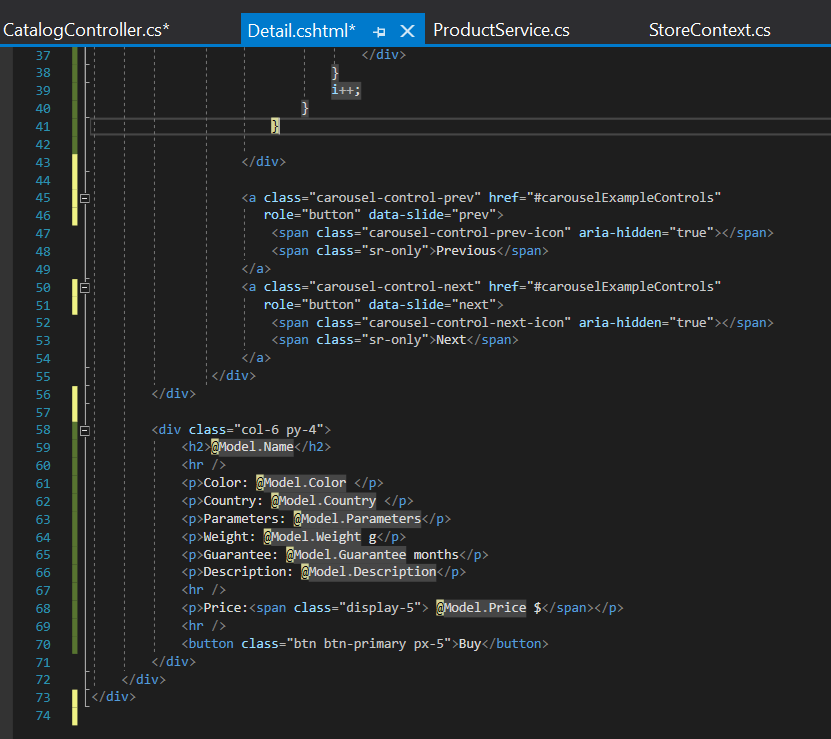 CatalogController.cs* Detail.cshtml* ProductService.cs StoreContext.cs
37 </div>
38 }
39 i++;
40 }
41 }
42
43 </div>
44
45 <a class="carousel-control-prev" href="#carouselExampleControls"
46 role="button" data-slide="prev">
47 <span class="carousel-control-prev-icon" aria-hidden="true"></span>
48 <span class="sr-only">Previous</span>
49 </a>
50 <a class="carousel-control-next" href="#carouselExampleControls"
51 role="button" data-slide="next">
52 <span class="carousel-control-next-icon" aria-hidden="true"></span>
53 <span class="sr-only">Next</span>
54 </a>
55 </div>
56 </div>
57
58 <div class="col-6 py-4">
59 <h2>@Model.Name</h2>
60 <hr />
61 <p>Color: @Model.Color </p>
62 <p>Country: @Model.Country </p>
63 <p>Parameters: @Model.Parameters</p>
64 <p>Weight: @Model.Weight g</p>
65 <p>Guarantee: @Model.Guarantee months</p>
66 <p>Description: @Model.Description</p>
67 <hr />
68 <p>Price:<span class="display-5"> @Model.Price $</span></p>
69 <hr />
70 <button class="btn btn-primary px-5">Buy</button>
71 </div>
72 </div>
73 </div>
74